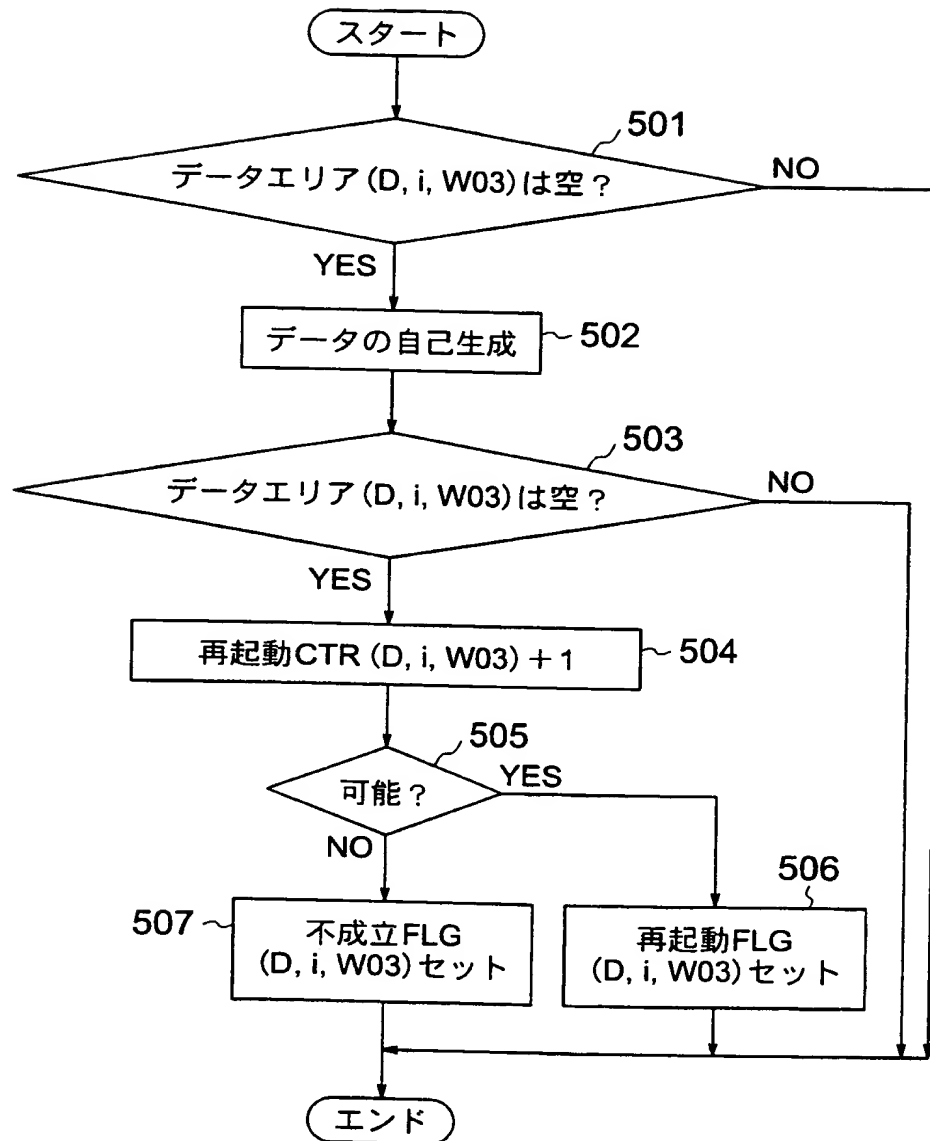 スタート
501
データエリア(D, i, W03)は空？
NO
YES
データの自己生成
502
503
データエリア(D, i, W03)は空？
NO
YES
再起動CTR (D, i, W03) + 1
504
505
可能？
YES
NO
506
507
不成立FLG
(D, i, W03) セット
再起動FLG
(D, i, W03) セット
エンド